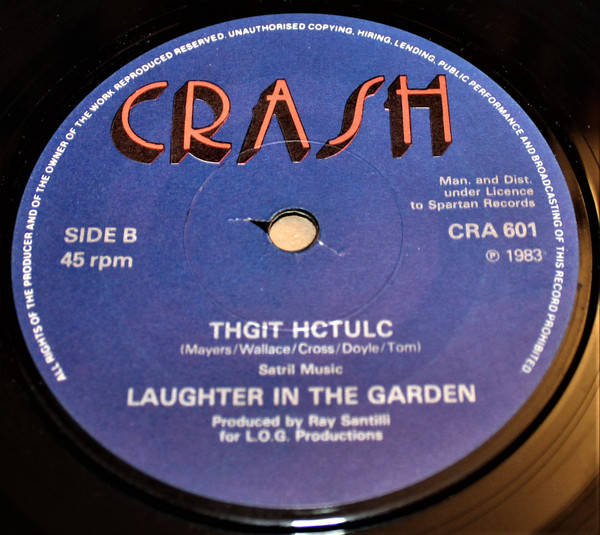 ALL RIGHTS OF THE PRODUCER AND OF THE OWNER OF THE WORK REPRODUCED RESERVED. UNAUTHORISED COPYING, HIRING, LENDING, PUBLIC PERFORMANCE AND BROADCASTING OF THIS RECORD PROHIBITED.
CRASH
Man. and Dist.
under Licence
to Spartan Records
SIDE B
CRA 601
45 rpm
℗ 1983
THGIT HCTULC
(Mayers/Wallace/Cross/Doyle/Tom)
Satril Music
LAUGHTER IN THE GARDEN
Produced by Ray Santilli
for L.O.G. Productions